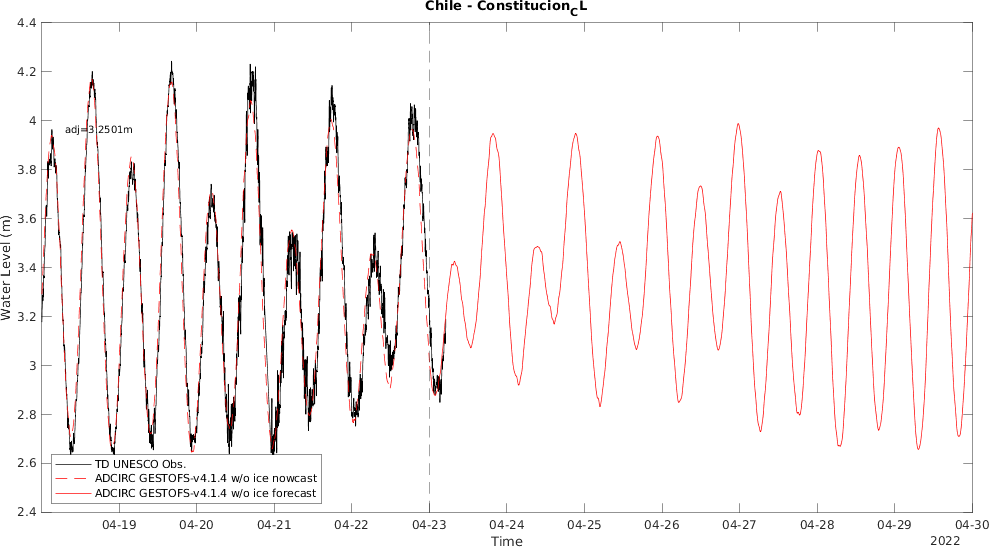 Chile - Constitucion_CL
4.4
4.2
4
3.8
3.6
3.4
3.2
3
2.8
2.6
2.4
Water Level (m)
adj=3.2501m
TD UNESCO Obs.
ADCIRC GESTOFS-v4.1.4 w/o ice nowcast
ADCIRC GESTOFS-v4.1.4 w/o ice forecast
04-19 04-20 04-21 04-22 04-23 04-24 04-25 04-26 04-27 04-28 04-29 04-30
Time
2022